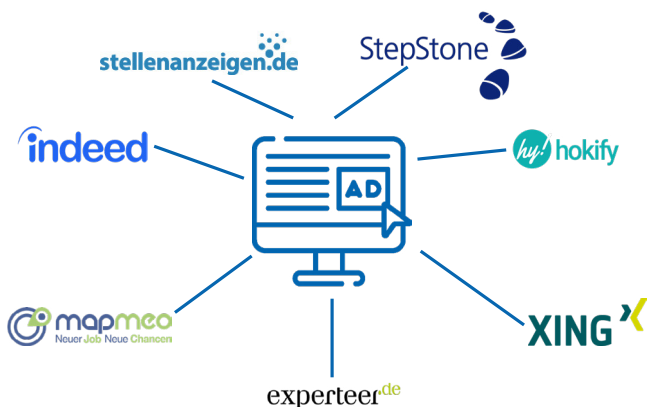 stellenanzeigen.de
StepStone
indeed
hy! hokify
AD
mapmeo
Neuer Job Neue Chancen
XING
experteer.de